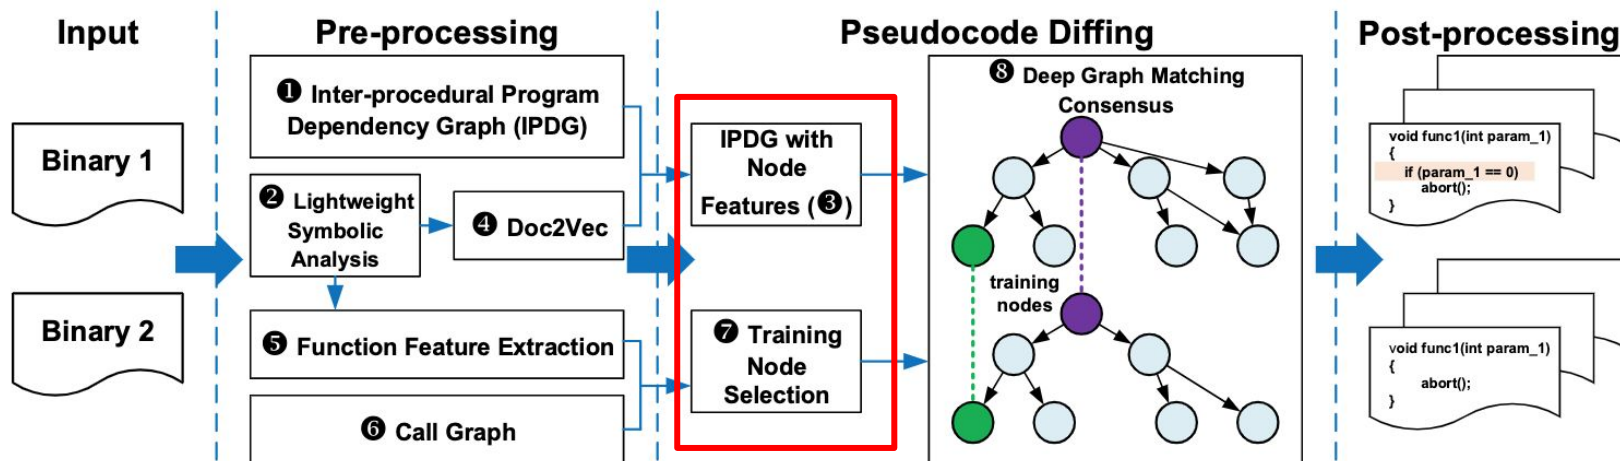 Input
Pre-processing
Pseudocode Diffing
Post-processing
Binary 1
Binary 2
❶ Inter-procedural Program
Dependency Graph (IPDG)
❷ Lightweight
Symbolic
Analysis
❹ Doc2Vec
❺ Function Feature Extraction
❻ Call Graph
IPDG with
Node
Features (❸)
❼ Training
Node
Selection
❽ Deep Graph Matching
Consensus
training
nodes
void func1(int param_1)
{
if (param_1 == 0)
abort();
}
void func1(int param_1)
{
abort();
}